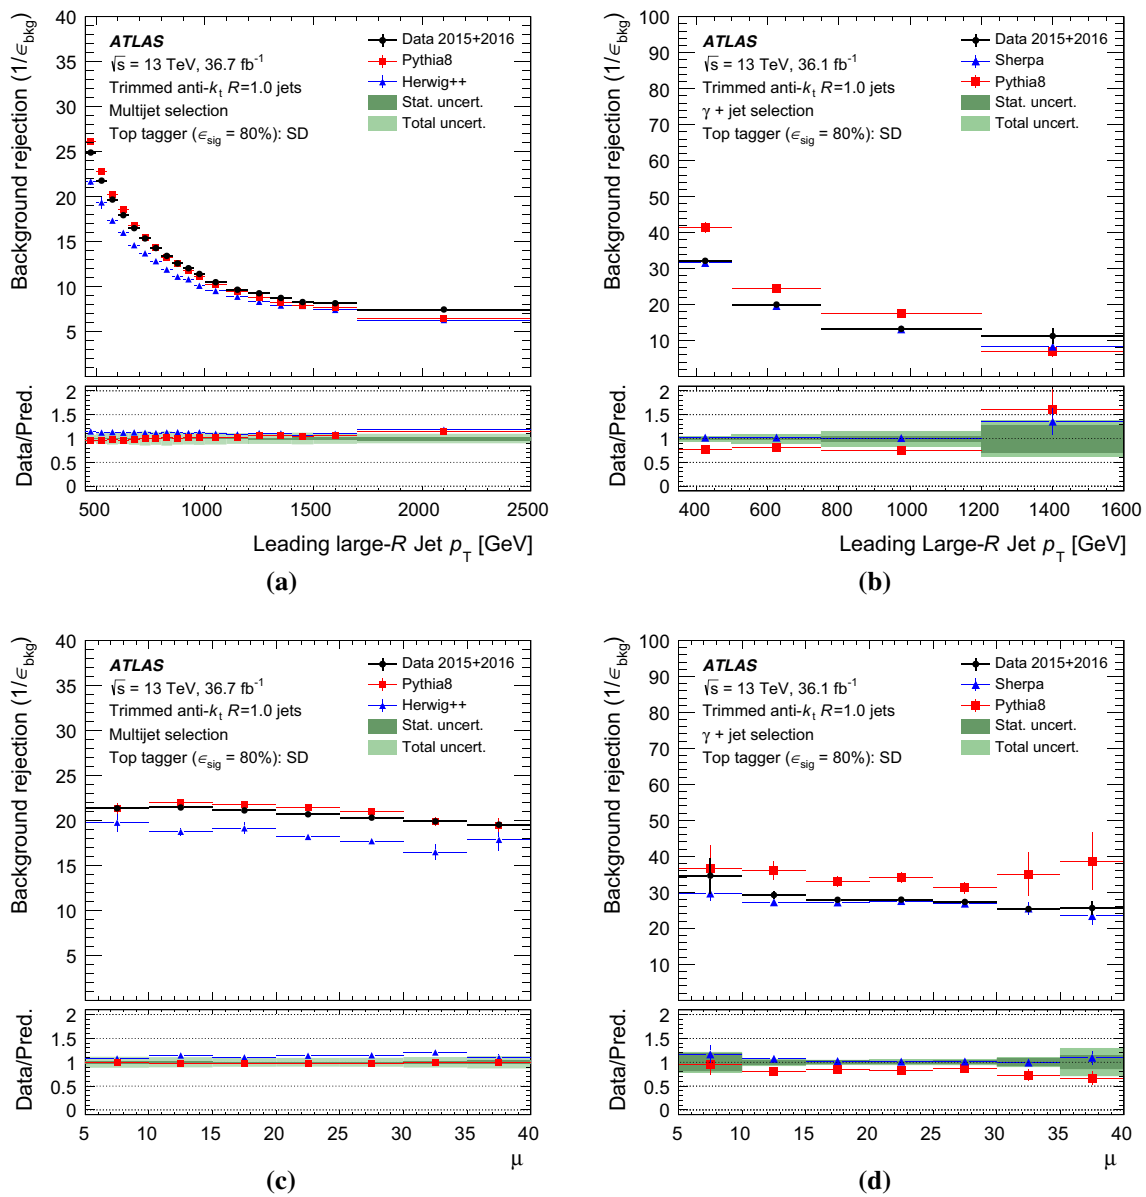 ATLAS
√s = 13 TeV, 36.7 fb⁻¹
Trimmed anti-kt R=1.0 jets
Multijet selection
Top tagger (ϵsig = 80%): SD
Data 2015+2016
Pythia8
Herwig++
Stat. uncert.
Total uncert.
Background rejection (1/ϵbkg)
40
35
30
25
20
15
10
5
Data/Pred.
2
1.5
1
0.5
0
500 1000 1500 2000 2500
Leading large-R Jet pT [GeV]
(a)
ATLAS
√s = 13 TeV, 36.1 fb⁻¹
Trimmed anti-kt R=1.0 jets
γ + jet selection
Top tagger (ϵsig = 80%): SD
Data 2015+2016
Sherpa
Pythia8
Stat. uncert.
Total uncert.
Background rejection (1/ϵbkg)
100
90
80
70
60
50
40
30
20
10
Data/Pred.
2
1.5
1
0.5
0
400 600 800 1000 1200 1400 1600
Leading Large-R Jet pT [GeV]
(b)
ATLAS
√s = 13 TeV, 36.7 fb⁻¹
Trimmed anti-kt R=1.0 jets
Multijet selection
Top tagger (ϵsig = 80%): SD
Data 2015+2016
Pythia8
Herwig++
Stat. uncert.
Total uncert.
Background rejection (1/ϵbkg)
40
35
30
25
20
15
10
5
Data/Pred.
2
1.5
1
0.5
0
5 10 15 20 25 30 35 40
μ
(c)
ATLAS
√s = 13 TeV, 36.1 fb⁻¹
Trimmed anti-kt R=1.0 jets
γ + jet selection
Top tagger (ϵsig = 80%): SD
Data 2015+2016
Sherpa
Pythia8
Stat. uncert.
Total uncert.
Background rejection (1/ϵbkg)
100
90
80
70
60
50
40
30
20
10
Data/Pred.
2
1.5
1
0.5
0
5 10 15 20 25 30 35 40
μ
(d)